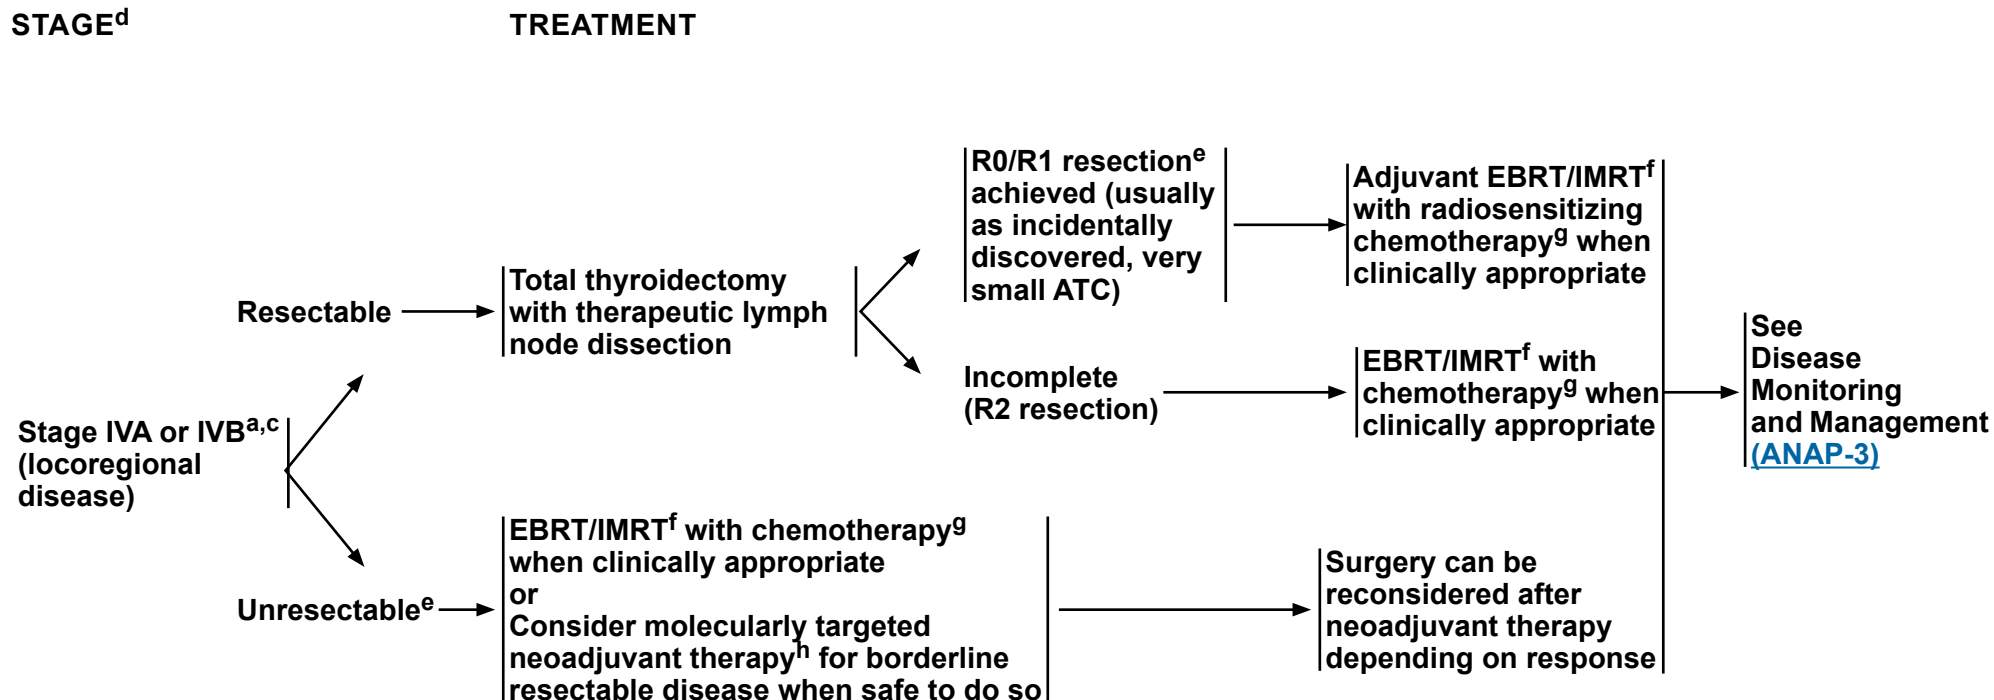 STAGEd
TREATMENT
Stage IVA or IVBa,c
(locoregional
disease)
Resectable
Total thyroidectomy
with therapeutic lymph
node dissection
R0/R1 resectione
achieved (usually
as incidentally
discovered, very
small ATC)
Adjuvant EBRT/IMRTf
with radiosensitizing
chemotherapyg when
clinically appropriate
Incomplete
(R2 resection)
EBRT/IMRTf with
chemotherapyg when
clinically appropriate
Unresectablee
EBRT/IMRTf with chemotherapyg
when clinically appropriate
or
Consider molecularly targeted
neoadjuvant therapyh for borderline
resectable disease when safe to do so
Surgery can be
reconsidered after
neoadjuvant therapy
depending on response
See
Disease
Monitoring
and Management
(ANAP-3)